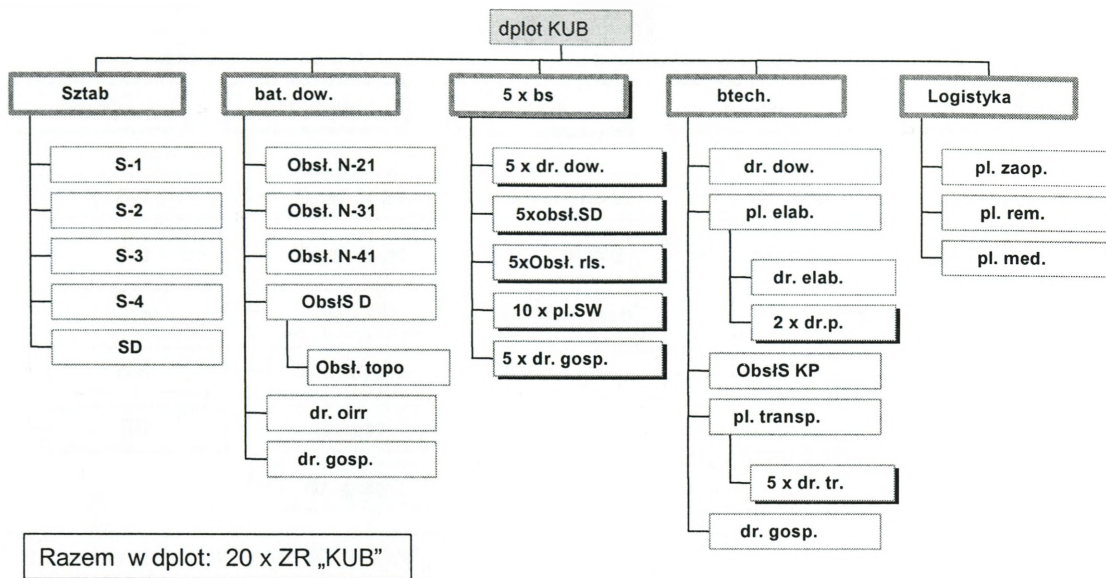 dplot KUB
Sztab
S-1
S-2
S-3
S-4
SD
bat. dow.
Obsł. N-21
Obsł. N-31
Obsł. N-41
ObsłS D
Obsł. topo
dr. oirr
dr. gosp.
5 x bs
5 x dr. dow.
5xobsł.SD
5xObsł. rls.
10 x pl.SW
5 x dr. gosp.
btech.
dr. dow.
pl. elab.
dr. elab.
2 x dr.p.
ObsłS KP
pl. transp.
5 x dr. tr.
dr. gosp.
Logistyka
pl. zaop.
pl. rem.
pl. med.
Razem w dplot: 20 x ZR „KUB”